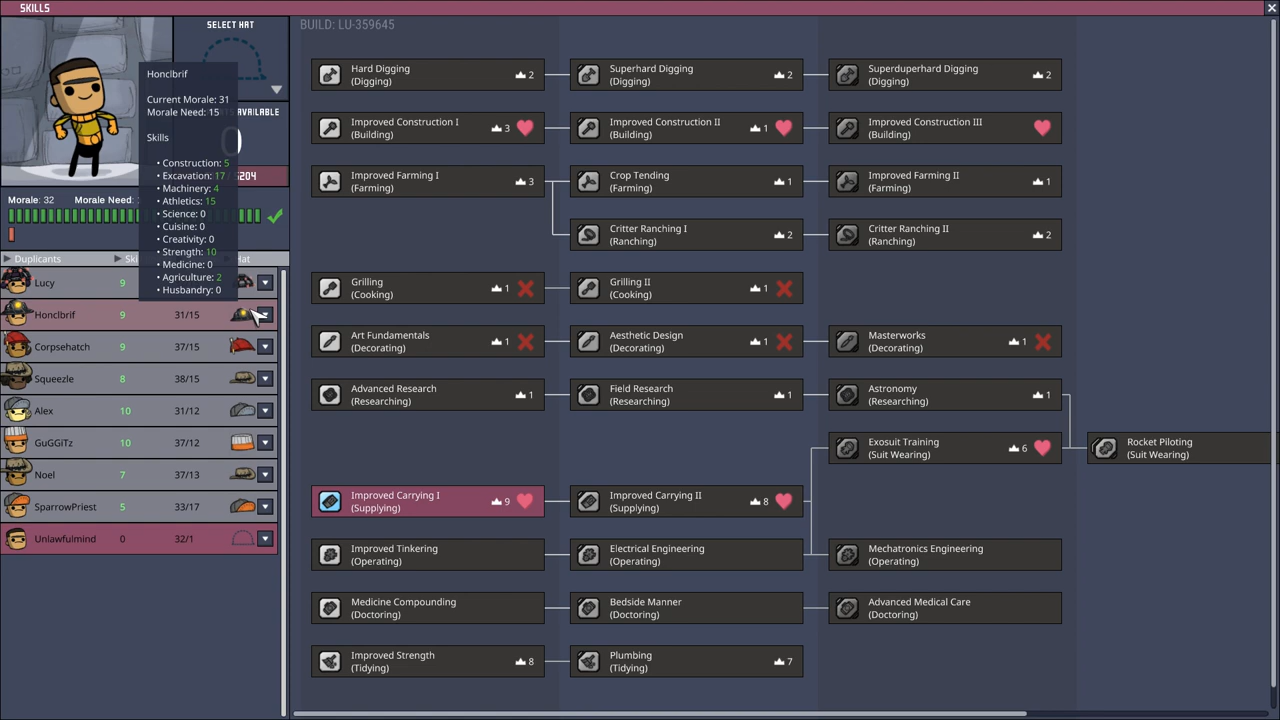 SKILLS
BUILD: LU-359645
SELECT HAT
Honclbrif
Current Morale: 31
Morale Need: 15
AVAILABLE
Skills
• Construction: 5
• Excavation: 17
• Machinery: 4
• Athletics: 15
• Science: 0
• Cuisine: 0
• Creativity: 0
• Strength: 10
• Medicine: 0
• Agriculture: 2
• Husbandry: 0
/5204
Morale: 32 Morale Need:
Duplicants Hat
Lucy 9
Honclbrif 9 31/15
Corpsehatch 9 37/15
Squeezle 8 38/15
Alex 10 31/12
GuGGiTz 10 37/12
Noel 7 37/13
SparrowPriest 5 33/17
Unlawfulmind 0 32/1
Hard Digging
(Digging)
2
Superhard Digging
(Digging)
2
Superduperhard Digging
(Digging)
2
Improved Construction I
(Building)
3
Improved Construction II
(Building)
1
Improved Construction III
(Building)
Improved Farming I
(Farming)
3
Crop Tending
(Farming)
1
Improved Farming II
(Farming)
1
Critter Ranching I
(Ranching)
2
Critter Ranching II
(Ranching)
2
Grilling
(Cooking)
1
Grilling II
(Cooking)
1
Art Fundamentals
(Decorating)
1
Aesthetic Design
(Decorating)
1
Masterworks
(Decorating)
1
Advanced Research
(Researching)
1
Field Research
(Researching)
1
Astronomy
(Researching)
1
Exosuit Training
(Suit Wearing)
6
Rocket Piloting
(Suit Wearing)
Improved Carrying I
(Supplying)
9
Improved Carrying II
(Supplying)
8
Improved Tinkering
(Operating)
Electrical Engineering
(Operating)
Mechatronics Engineering
(Operating)
Medicine Compounding
(Doctoring)
Bedside Manner
(Doctoring)
Advanced Medical Care
(Doctoring)
Improved Strength
(Tidying)
8
Plumbing
(Tidying)
7